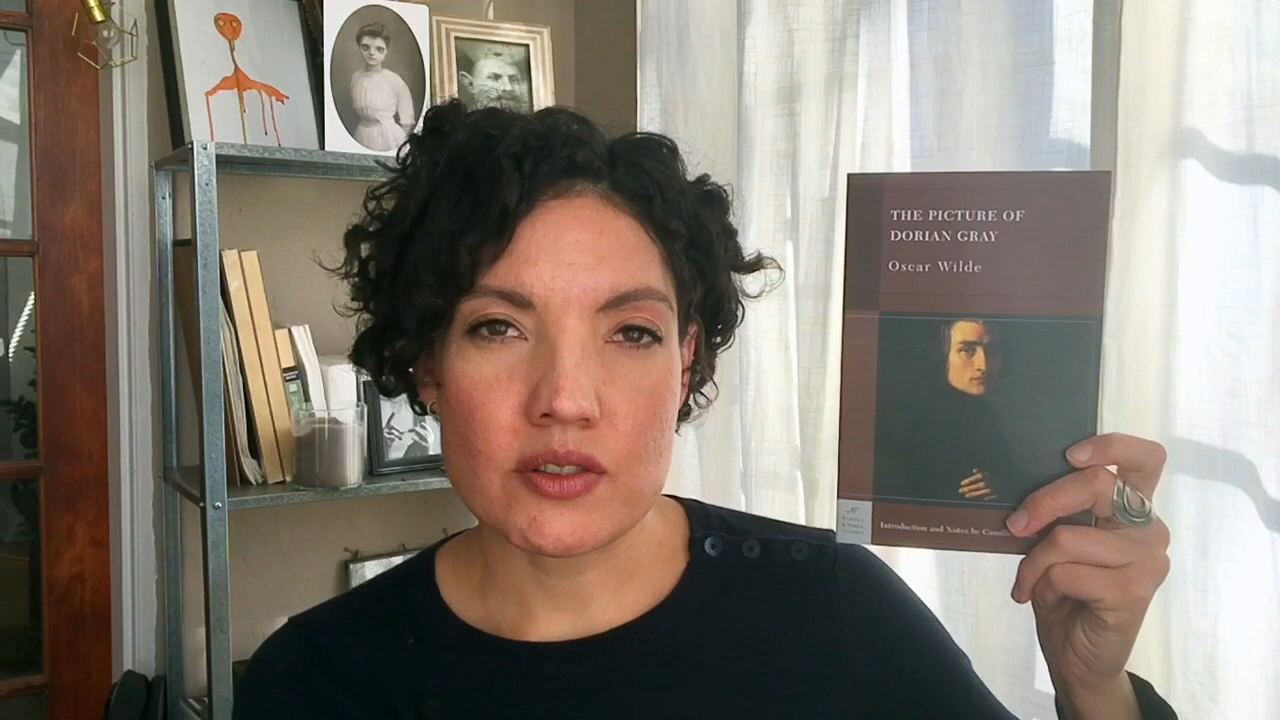 THE PICTURE OF
DORIAN GRAY
Oscar Wilde
Introduction and Notes by